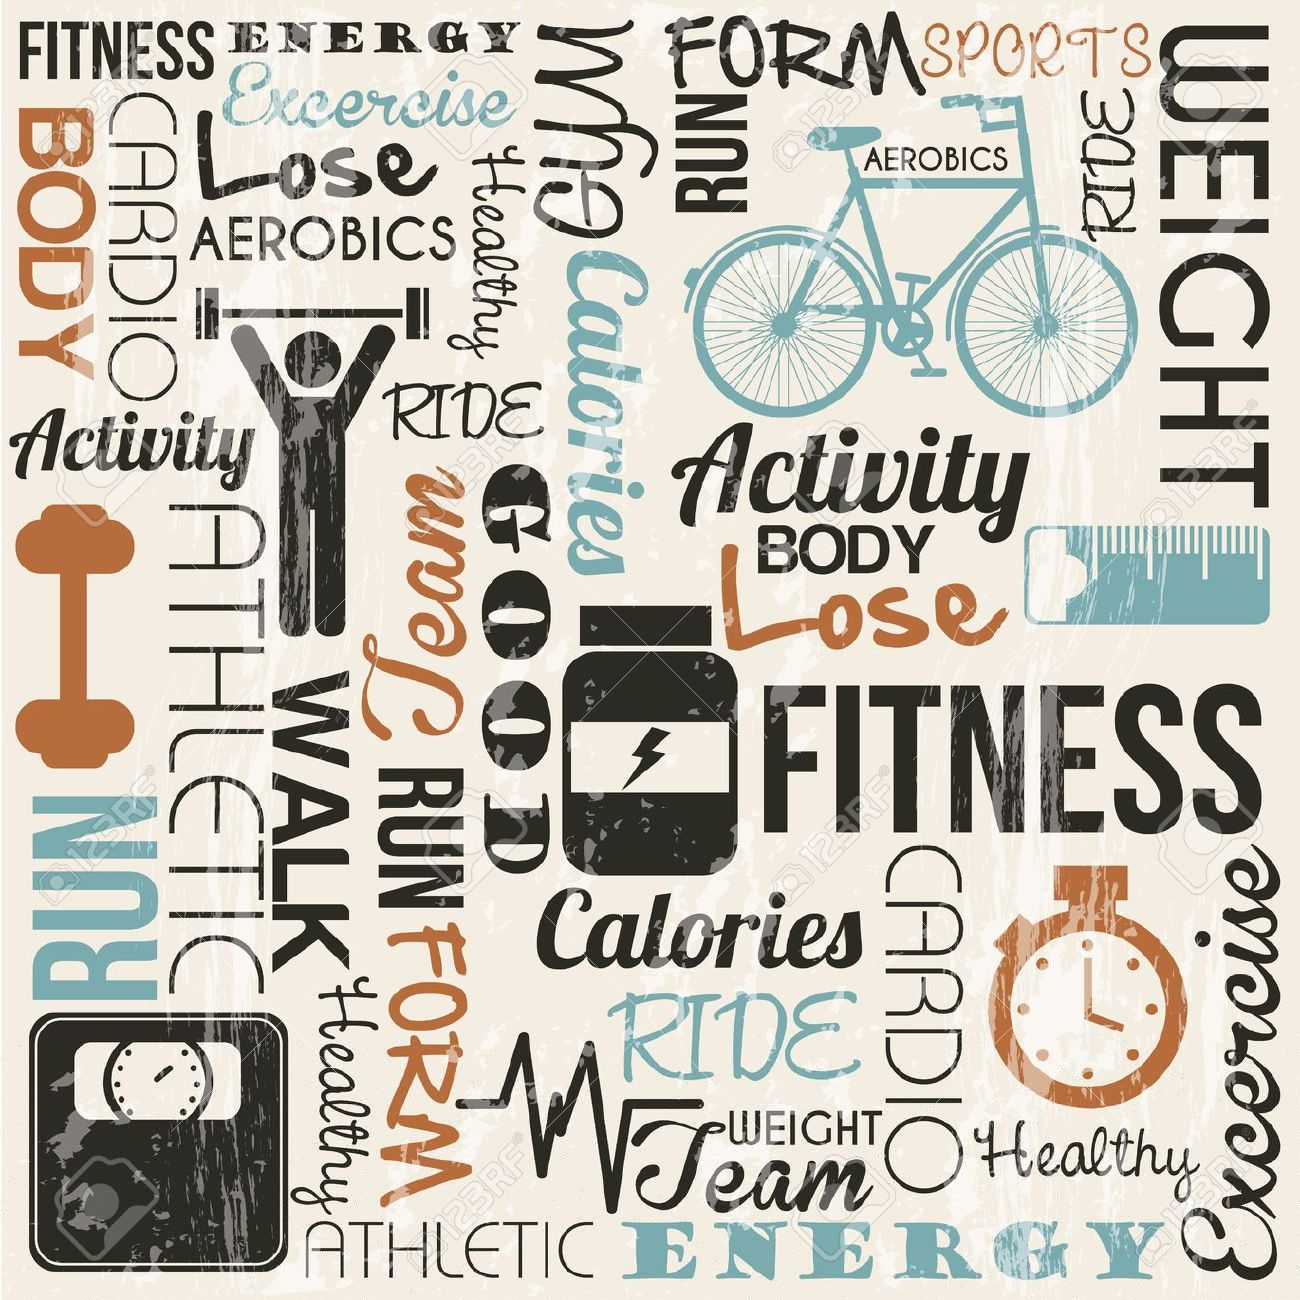 FITNESS
ENERGY
Excercise
BODY
CARDIO
Lose
AEROBICS
Healthy
Why?
FORM
SPORTS
RUN
AEROBICS
RIDE
WEIGHT
Calories
RIDE
Activity
ATHLETIC
Team
GOOD
Activity
BODY
Lose
WALK
FITNESS
RUN
RUN
Calories
CARDIO
Excercise
FORM
Healthy
RIDE
WEIGHT
Team
Healthy
ATHLETIC
ENERGY